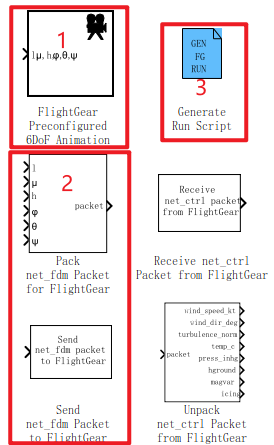 1
l μ, h, φ, θ, ψ
FlightGear
Preconfigured
6DoF Animation
GEN
FG
RUN
3
Generate
Run Script
2
l
μ
h
φ
θ
ψ
packet
Pack
net_fdm Packet
for FlightGear
Receive
net_ctrl packet
from FlightGear
Receive net_ctrl
Packet from FlightGear
Send
net_fdm packet
to FlightGear
Send
net_fdm Packet
to FlightGear
packet
wind_speed_kt
wind_dir_deg
turbulence_norm
temp_c
press_inhg
hground
magvar
icing
Unpack
net_ctrl Packet
from FlightGear